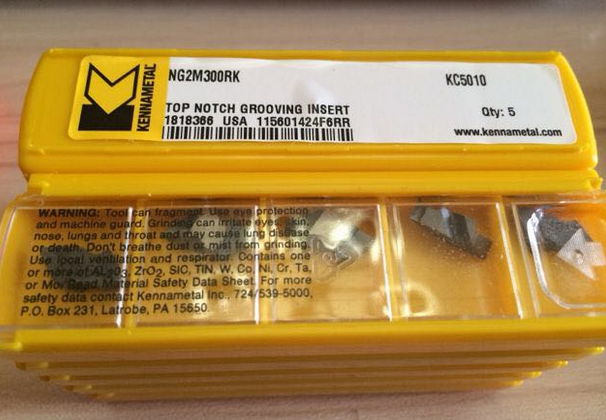 KENNAMETAL
NG2M300RK KC5010
TOP NOTCH GROOVING INSERT
1818366 USA 115601424F6RR
Qty: 5
www.kennametal.com
WARNING: Tool can fragment. Use eye protection
and machine guard. Grinding can irritate eyes, skin,
nose, lungs and throat and may cause lung disease
or death. Don't breathe dust or mist from grinding.
Use local ventilation and respirator. Contains one
or more of AL2O3, ZrO2, SIC, TIN, W, Co, Ni, Cr, Ta,
or Mo. Read Material Safety Data Sheet. For more
safety data contact Kennametal Inc., 724/539-5000,
P.O. Box 231, Latrobe, PA 15650